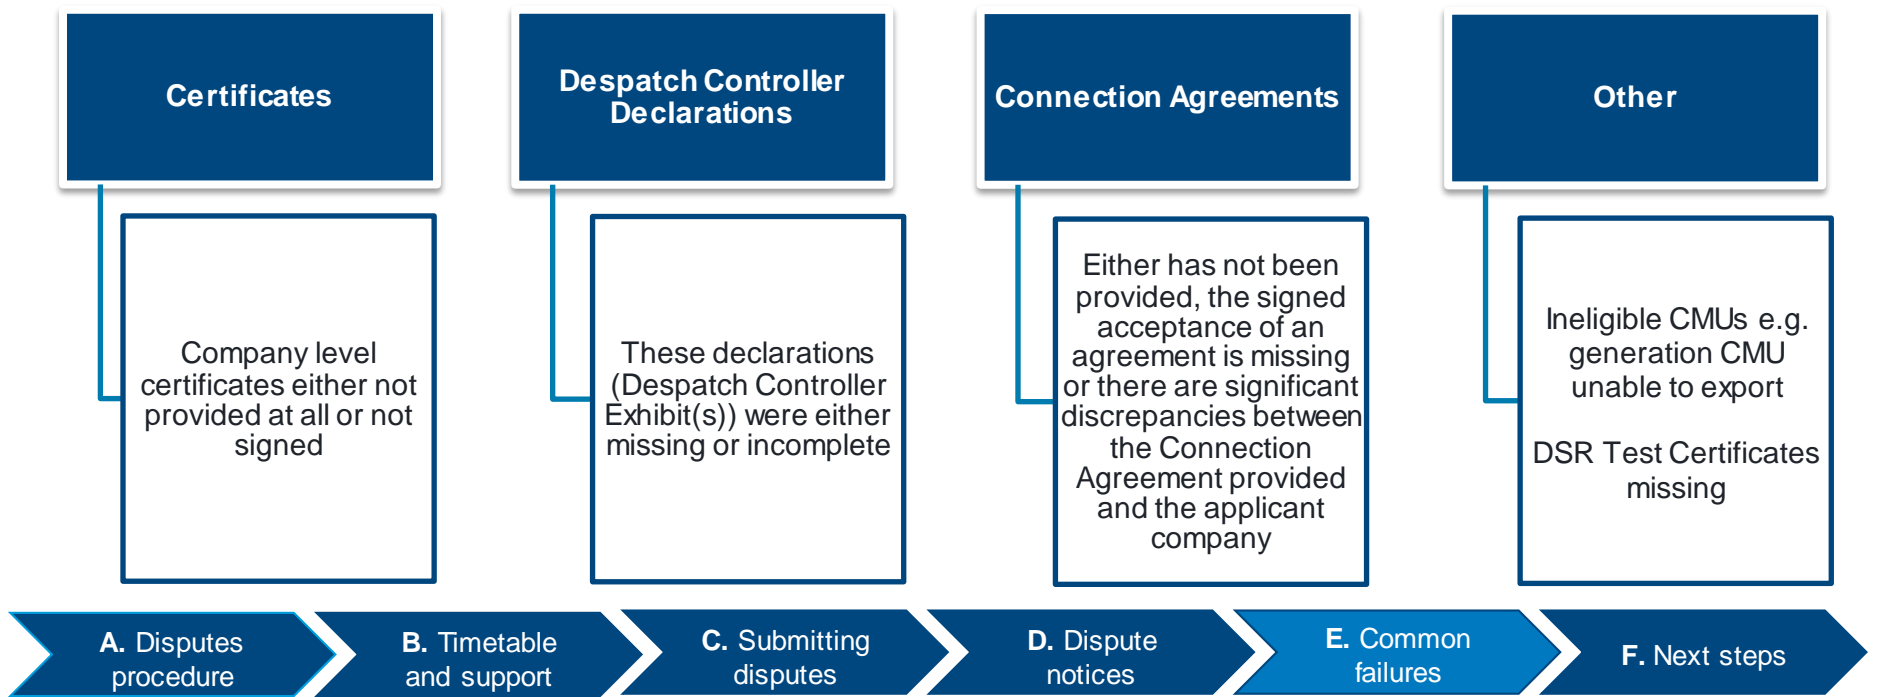 Certificates
Despatch Controller
Declarations
Connection Agreements
Other
Company level
certificates either not
provided at all or not
signed
These declarations
(Despatch Controller
Exhibit(s)) were either
missing or incomplete
Either has not been
provided, the signed
acceptance of an
agreement is missing
or there are significant
discrepancies between
the Connection
Agreement provided
and the applicant
company
Ineligible CMUs e.g.
generation CMU
unable to export
DSR Test Certificates
missing
A. Disputes
procedure
B. Timetable
and support
C. Submitting
disputes
D. Dispute
notices
E. Common
failures
F. Next steps